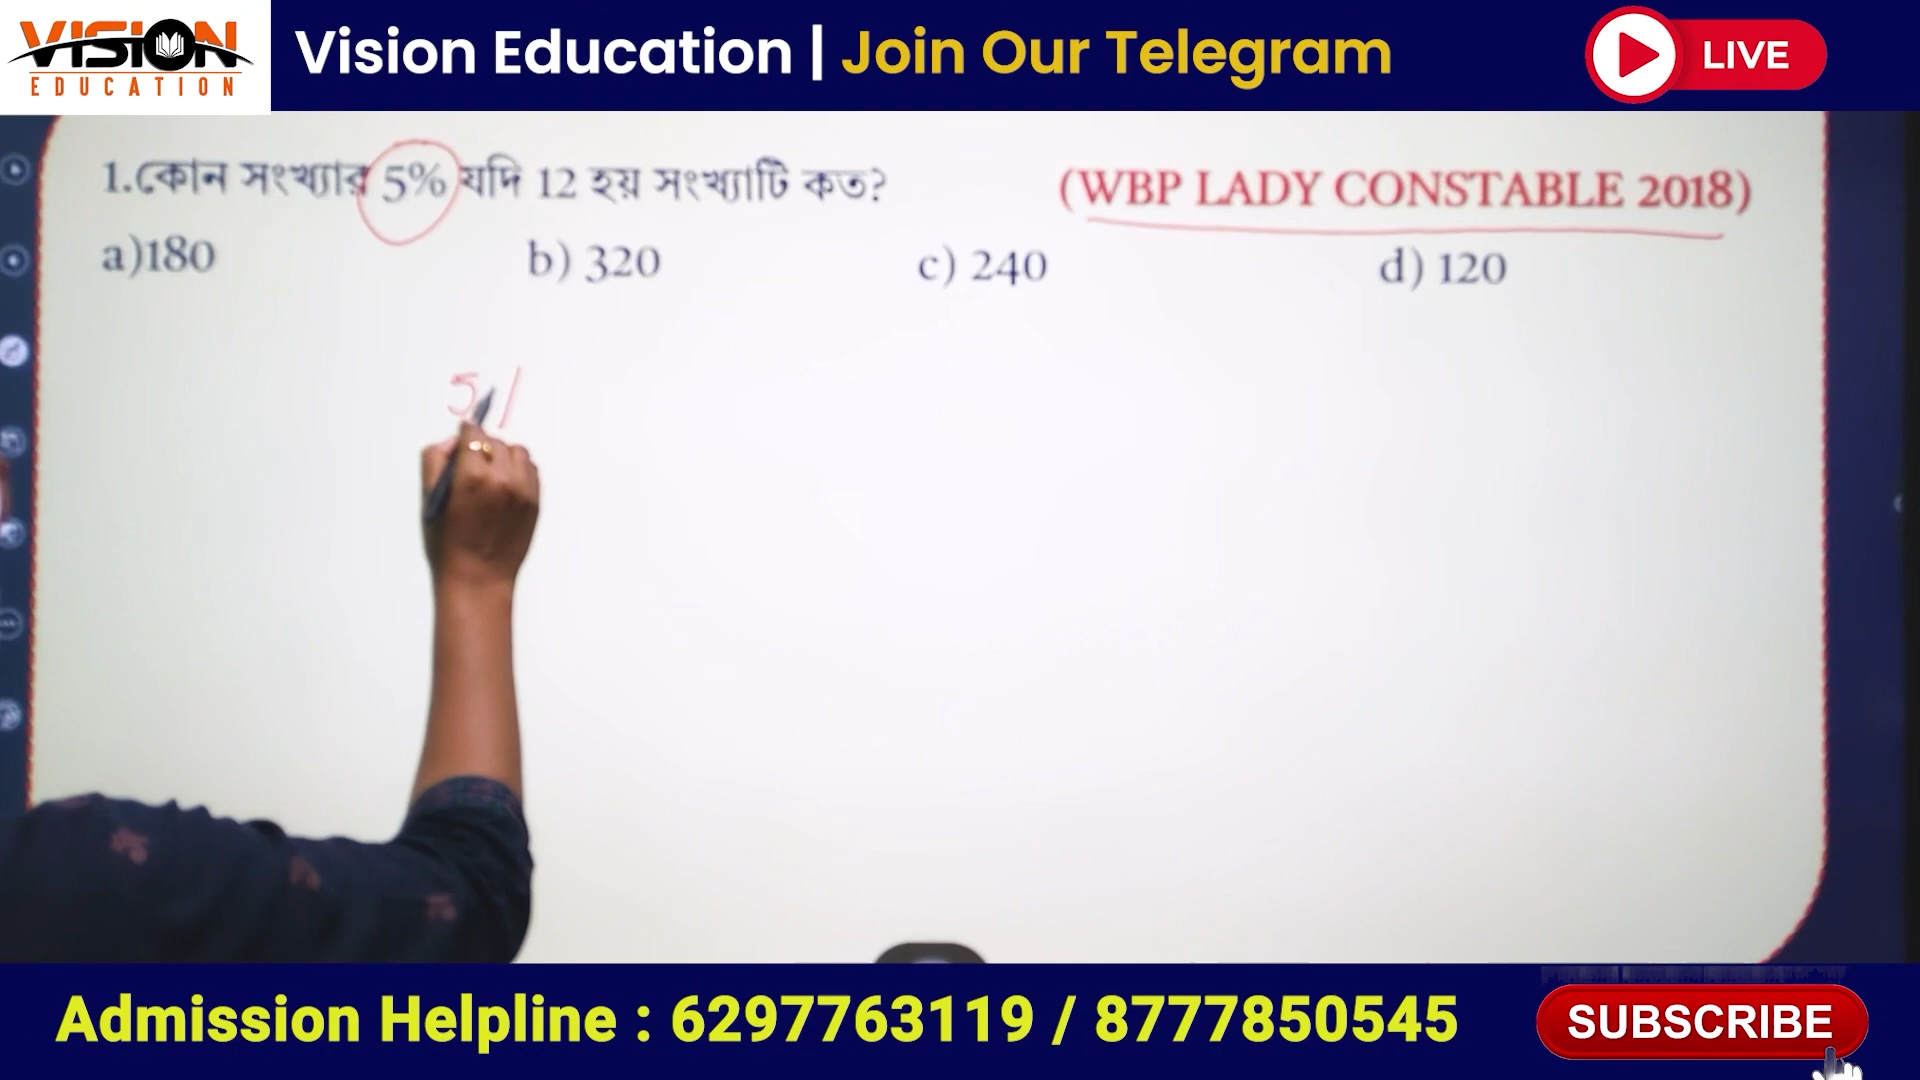 VISION
EDUCATION
Vision Education | Join Our Telegram
LIVE
1.কোন সংখ্যার 5% যদি 12 হয় সংখ্যাটি কত?
(WBP LADY CONSTABLE 2018)
a)180
b) 320
c) 240
d) 120
5 /
Admission Helpline : 6297763119 / 8777850545
SUBSCRIBE